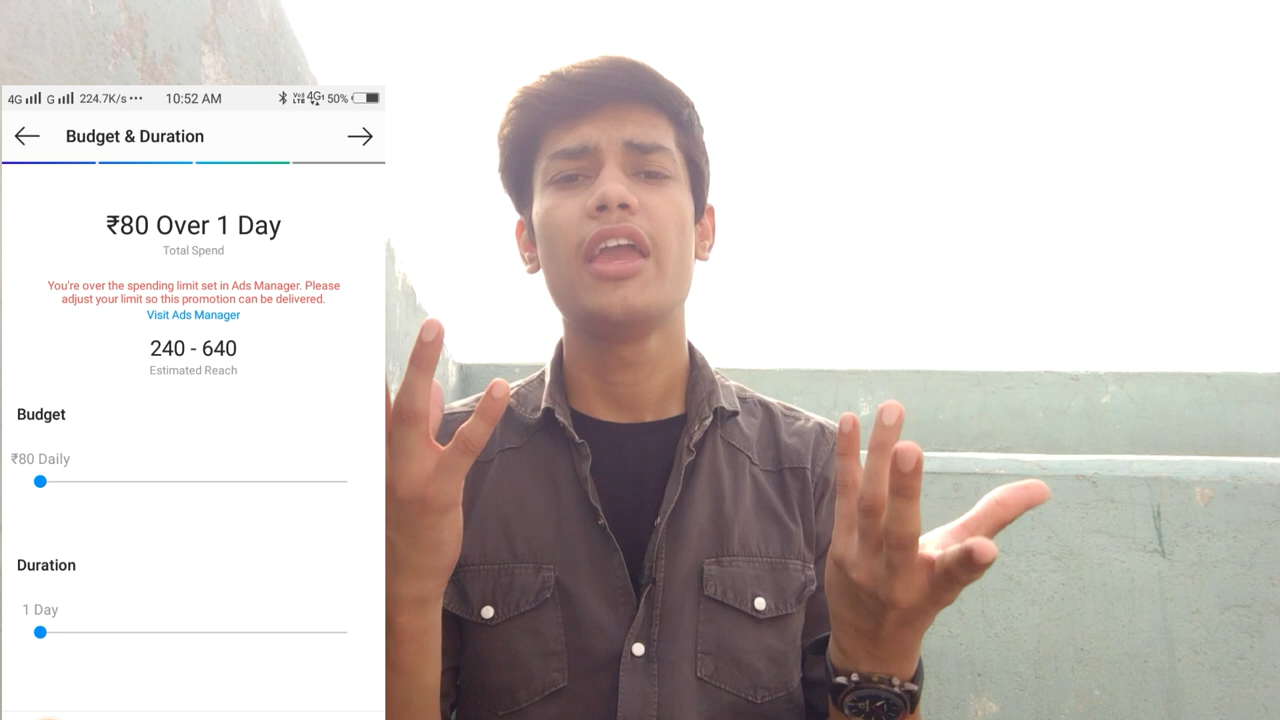 4G G 224.7K/s ••• 10:52 AM VoLTE 4G 50%
Budget & Duration
₹80 Over 1 Day
Total Spend
You're over the spending limit set in Ads Manager. Please
adjust your limit so this promotion can be delivered.
Visit Ads Manager
240 - 640
Estimated Reach
Budget
₹80 Daily
Duration
1 Day